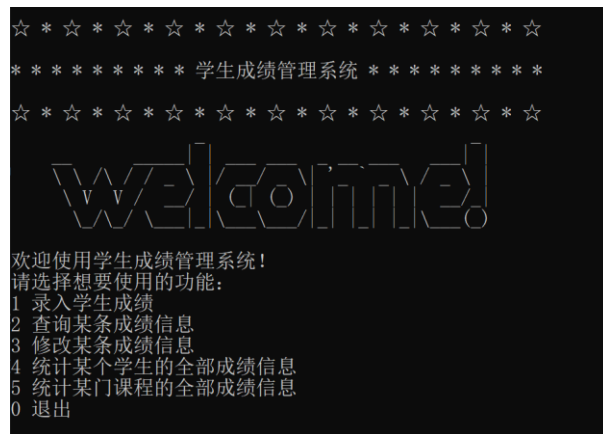 ☆ * ☆ * ☆ * ☆ * ☆ * ☆ * ☆ * ☆ * ☆ * ☆ * ☆
* * * * * * * * * 学生成绩管理系统 * * * * * * * * *
☆ * ☆ * ☆ * ☆ * ☆ * ☆ * ☆ * ☆ * ☆ * ☆ * ☆
welcome!
欢迎使用学生成绩管理系统!
请选择想要使用的功能:
1 录入学生成绩
2 查询某条成绩信息
3 修改某条成绩信息
4 统计某个学生的全部成绩信息
5 统计某门课程的全部成绩信息
0 退出